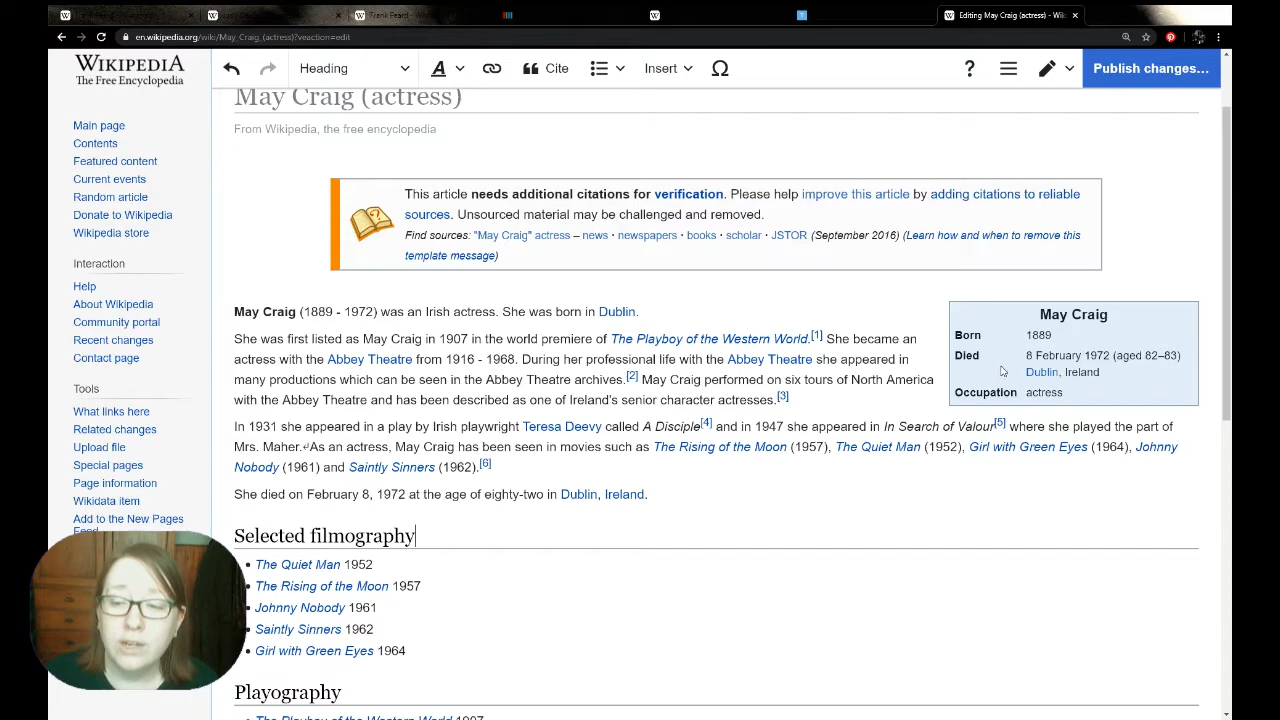 Frank Peard - W
Editing May Craig (actress) - Wik
en.wikipedia.org/wiki/May_Craig_(actress)?veaction=edit
WIKIPEDIA
The Free Encyclopedia
Heading
A
Cite
Insert
Ω
?
Publish changes...
May Craig (actress)
From Wikipedia, the free encyclopedia
Main page
Contents
Featured content
Current events
Random article
Donate to Wikipedia
Wikipedia store
Interaction
Help
About Wikipedia
Community portal
Recent changes
Contact page
Tools
What links here
Related changes
Upload file
Special pages
Page information
Wikidata item
Add to the New Pages
Feed
This article needs additional citations for verification. Please help improve this article by adding citations to reliable
sources. Unsourced material may be challenged and removed.
Find sources: "May Craig" actress – news · newspapers · books · scholar · JSTOR (September 2016) (Learn how and when to remove this
template message)
May Craig (1889 - 1972) was an Irish actress. She was born in Dublin.
She was first listed as May Craig in 1907 in the world premiere of The Playboy of the Western World.[1] She became an
actress with the Abbey Theatre from 1916 - 1968. During her professional life with the Abbey Theatre she appeared in
many productions which can be seen in the Abbey Theatre archives.[2] May Craig performed on six tours of North America
with the Abbey Theatre and has been described as one of Ireland's senior character actresses.[3]
May Craig
Born 1889
Died 8 February 1972 (aged 82–83)
Dublin, Ireland
Occupation actress
In 1931 she appeared in a play by Irish playwright Teresa Deevy called A Disciple[4] and in 1947 she appeared in In Search of Valour[5] where she played the part of
Mrs. Maher.↵As an actress, May Craig has been seen in movies such as The Rising of the Moon (1957), The Quiet Man (1952), Girl with Green Eyes (1964), Johnny
Nobody (1961) and Saintly Sinners (1962).[6]
She died on February 8, 1972 at the age of eighty-two in Dublin, Ireland.
Selected filmography
• The Quiet Man 1952
• The Rising of the Moon 1957
• Johnny Nobody 1961
• Saintly Sinners 1962
• Girl with Green Eyes 1964
Playography
• The Playboy of the Western World 1907